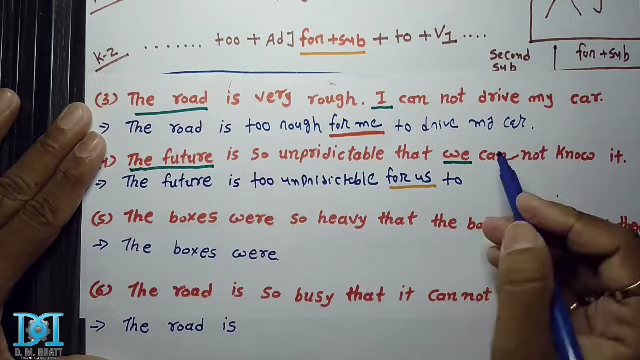 K-2 ........ too + Adj for+sub + to + V1....
Second sub
for+sub
(3) The road is very rough. I can not drive my car.
→ The road is too rough for me to drive my car.
The future is so unpridictable that we can not Know it.
→ The future is too unpridictable for us to
(5) The boxes were so heavy that the
→ The boxes were
(6) The road is so busy that it can not
→ The road is
DM
D. M. BHATT